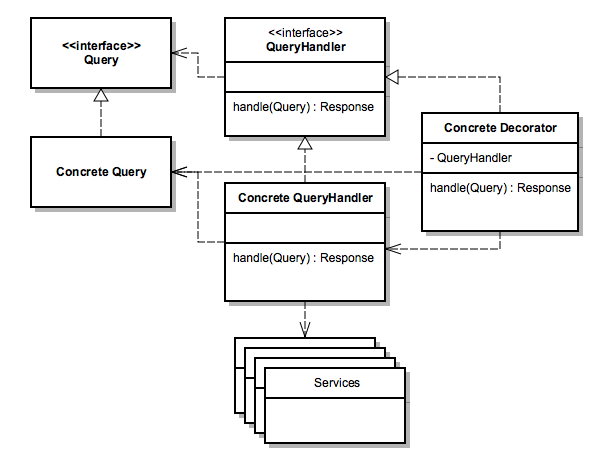 <<interface>>
Query
<<interface>>
QueryHandler
handle(Query) : Response
Concrete Decorator
- QueryHandler
handle(Query) : Response
Concrete Query
Concrete QueryHandler
handle(Query) : Response
Services